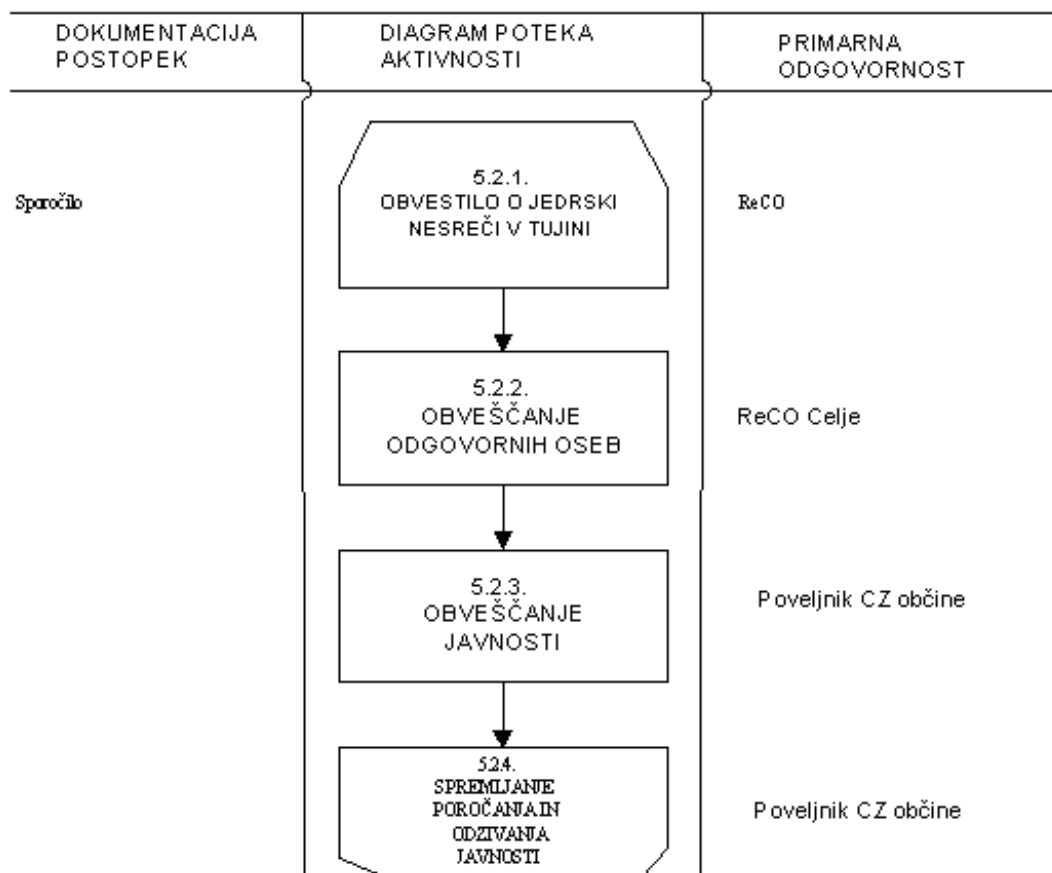 DOKUMENTACIJA
POSTOPEK
DIAGRAM POTEKA
AKTIVNOSTI
PRIMARNA
ODGOVORNOST
Sporočilo
5.2.1.
OBVESTILO O JEDRSKI
NESREČI V TUJINI
ReCO
5.2.2.
OBVEŠČANJE
ODGOVORNIH OSEB
ReCO Celje
5.2.3.
OBVEŠČANJE
JAVNOSTI
Poveljnik CZ občine
5.2.4.
SPREMLJANJE
POROČANJA IN
ODZIVANJA
JAVNOSTI
Poveljnik CZ občine